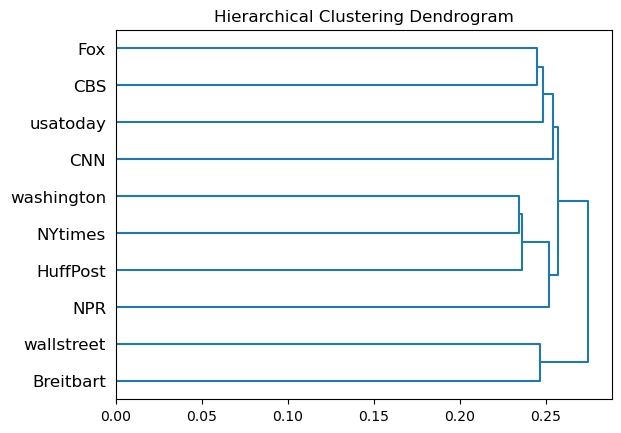 Hierarchical Clustering Dendrogram
Fox
CBS
usatoday
CNN
washington
NYtimes
HuffPost
NPR
wallstreet
Breitbart
0.00 0.05 0.10 0.15 0.20 0.25